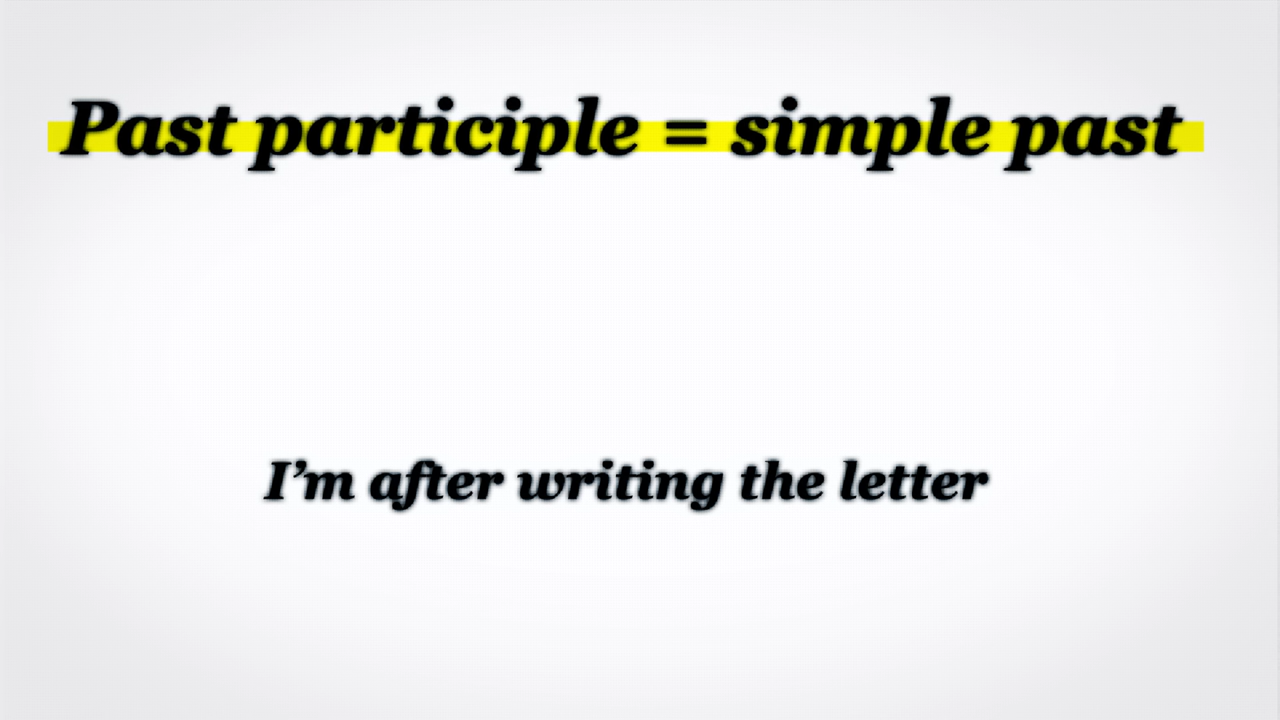 Past participle = simple past
I’m after writing the letter